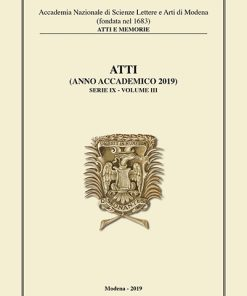 Accademia Nazionale di Scienze Lettere e Arti di Modena
(fondata nel 1683)
ATTI E MEMORIE
ATTI
(ANNO ACCADEMICO 2019)
SERIE IX - VOLUME III
Modena - 2019